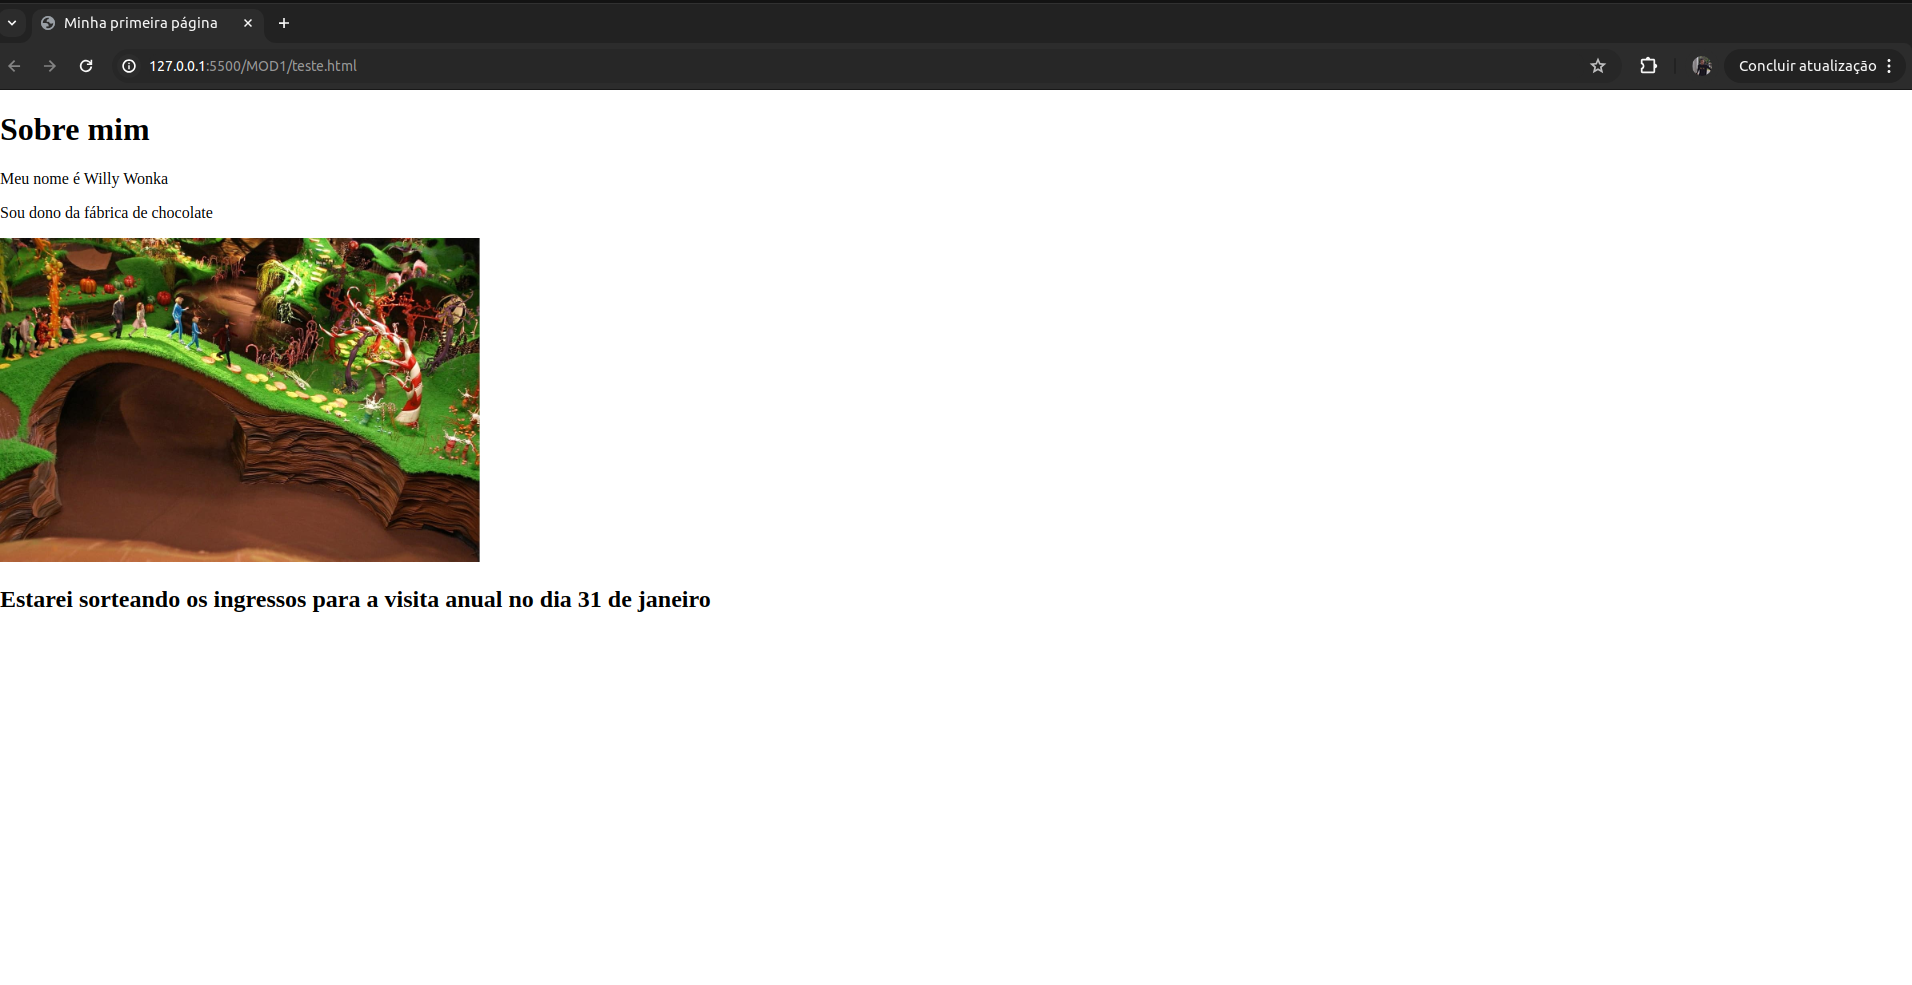 Minha primeira página
127.0.0.1:5500/MOD1/teste.html
Concluir atualização
Sobre mim
Meu nome é Willy Wonka
Sou dono da fábrica de chocolate
Estarei sorteando os ingressos para a visita anual no dia 31 de janeiro